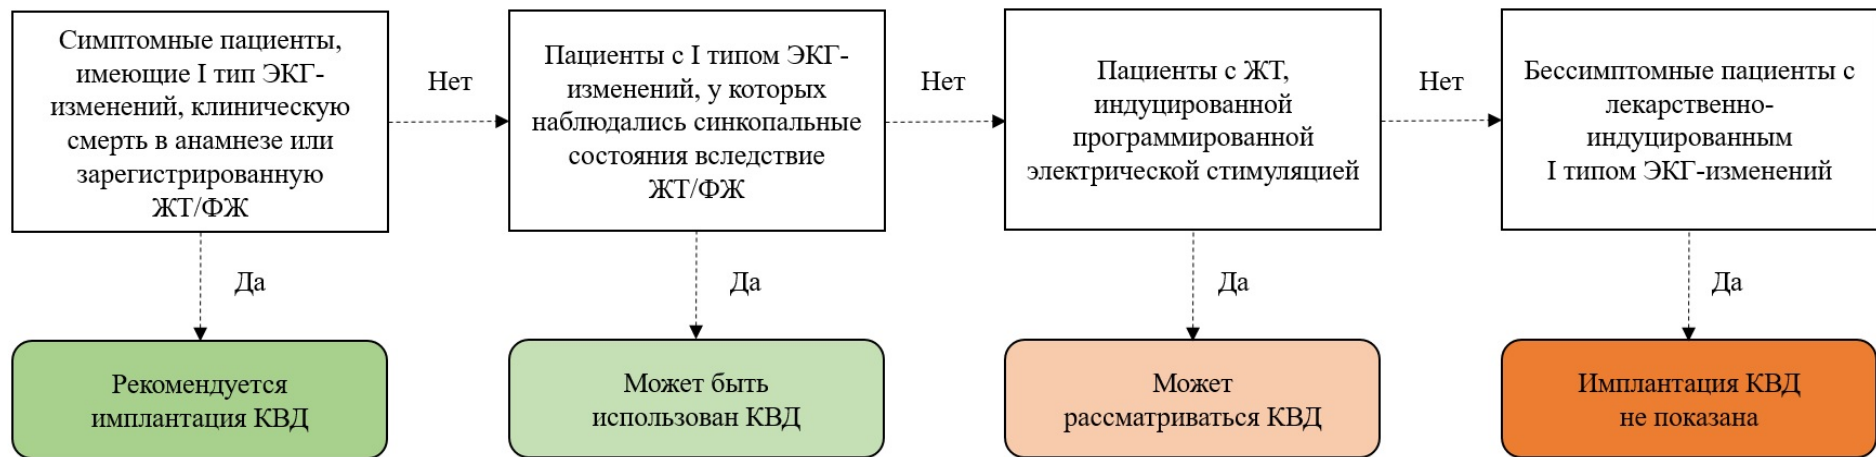 Симптомные пациенты,
имеющие I тип ЭКГ-
изменений, клиническую
смерть в анамнезе или
зарегистрированную
ЖТ/ФЖ
Нет
Пациенты с I типом ЭКГ-
изменений, у которых
наблюдались синкопальные
состояния вследствие
ЖТ/ФЖ
Нет
Пациенты с ЖТ,
индуцированной
программированной
электрической стимуляцией
Нет
Бессимптомные пациенты с
лекарственно-
индуцированным
I типом ЭКГ-изменений
Да
Да
Да
Да
Рекомендуется
имплантация КВД
Может быть
использован КВД
Может
рассматриваться КВД
Имплантация КВД
не показана